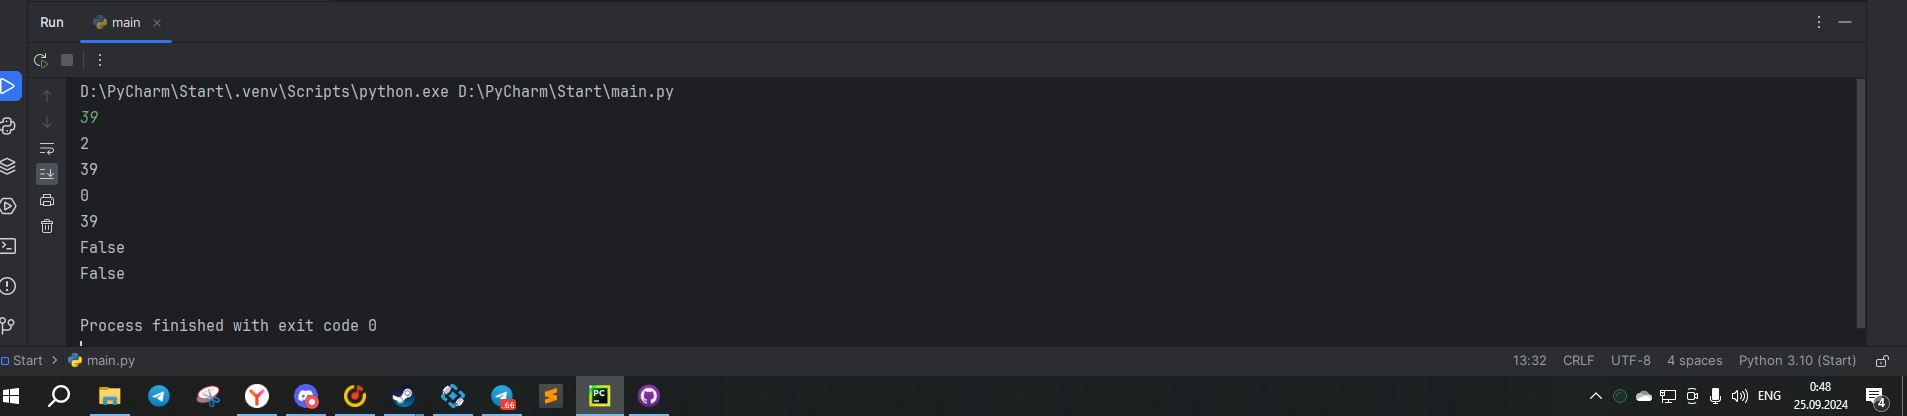 Run main
D:\PyCharm\Start\.venv\Scripts\python.exe D:\PyCharm\Start\main.py
39
2
39
0
39
False
False
Process finished with exit code 0
Start > main.py 13:32 CRLF UTF-8 4 spaces Python 3.10 (Start)
66 PC ENG 0:48
25.09.2024 4